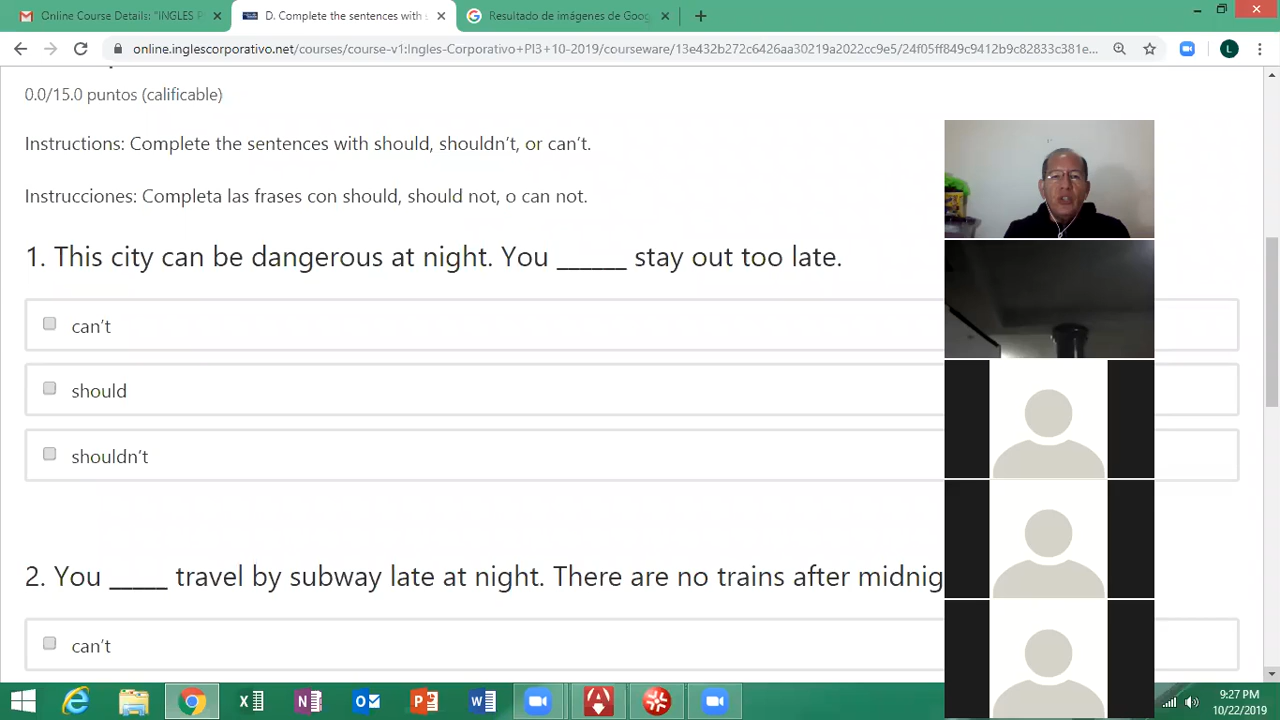 Online Course Details: "INGLES P
D. Complete the sentences with s
Resultado de imágenes de Goog
online.inglescorporativo.net/courses/course-v1:Ingles-Corporativo+PI3+10-2019/courseware/13e432b272c6426aa30219a2022cc9e5/24f05ff849c9412b9c82833c381e...
L
0.0/15.0 puntos (calificable)
Instructions: Complete the sentences with should, shouldn't, or can't.
Instrucciones: Completa las frases con should, should not, o can not.
1. This city can be dangerous at night. You ______ stay out too late.
can't
should
shouldn't
2. You _____ travel by subway late at night. There are no trains after midnig
can't
9:27 PM
10/22/2019